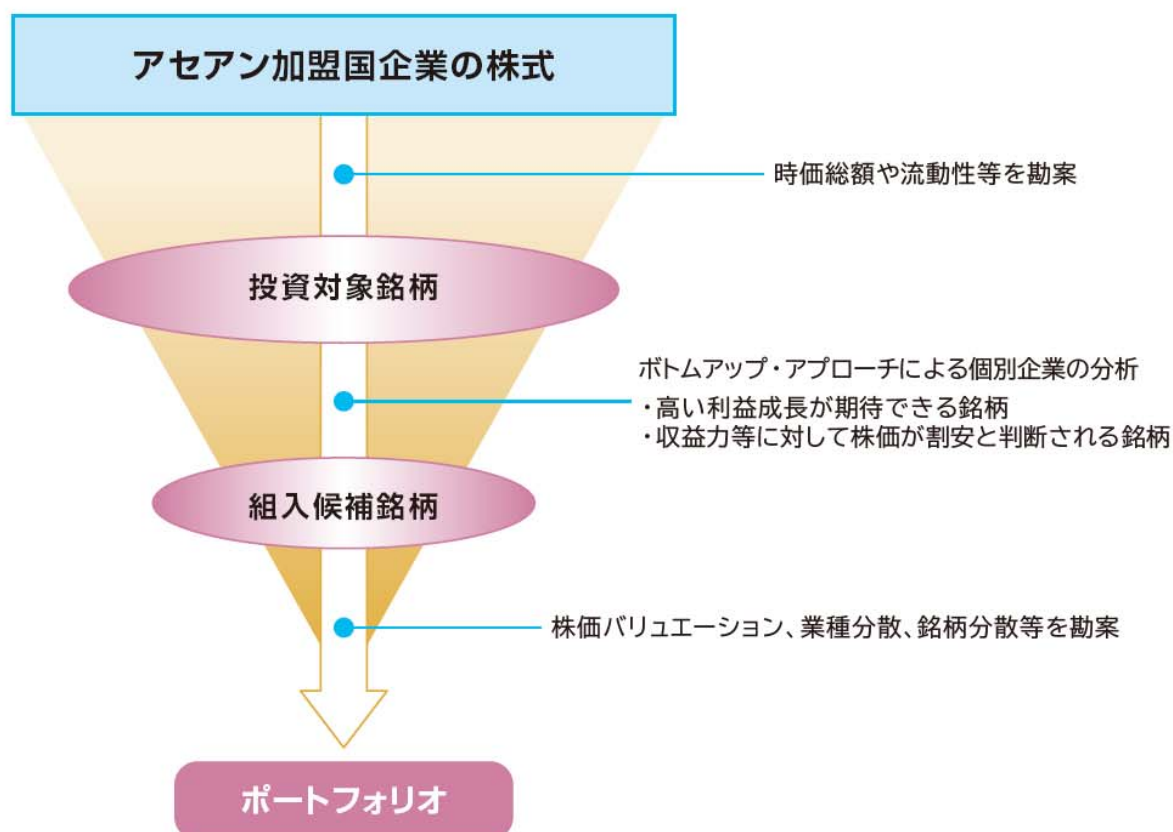 アセアン加盟国企業の株式
時価総額や流動性等を勘案
投資対象銘柄
ボトムアップ・アプローチによる個別企業の分析
・高い利益成長が期待できる銘柄
・収益力等に対して株価が割安と判断される銘柄
組入候補銘柄
株価バリュエーション、業種分散、銘柄分散等を勘案
ポートフォリオ